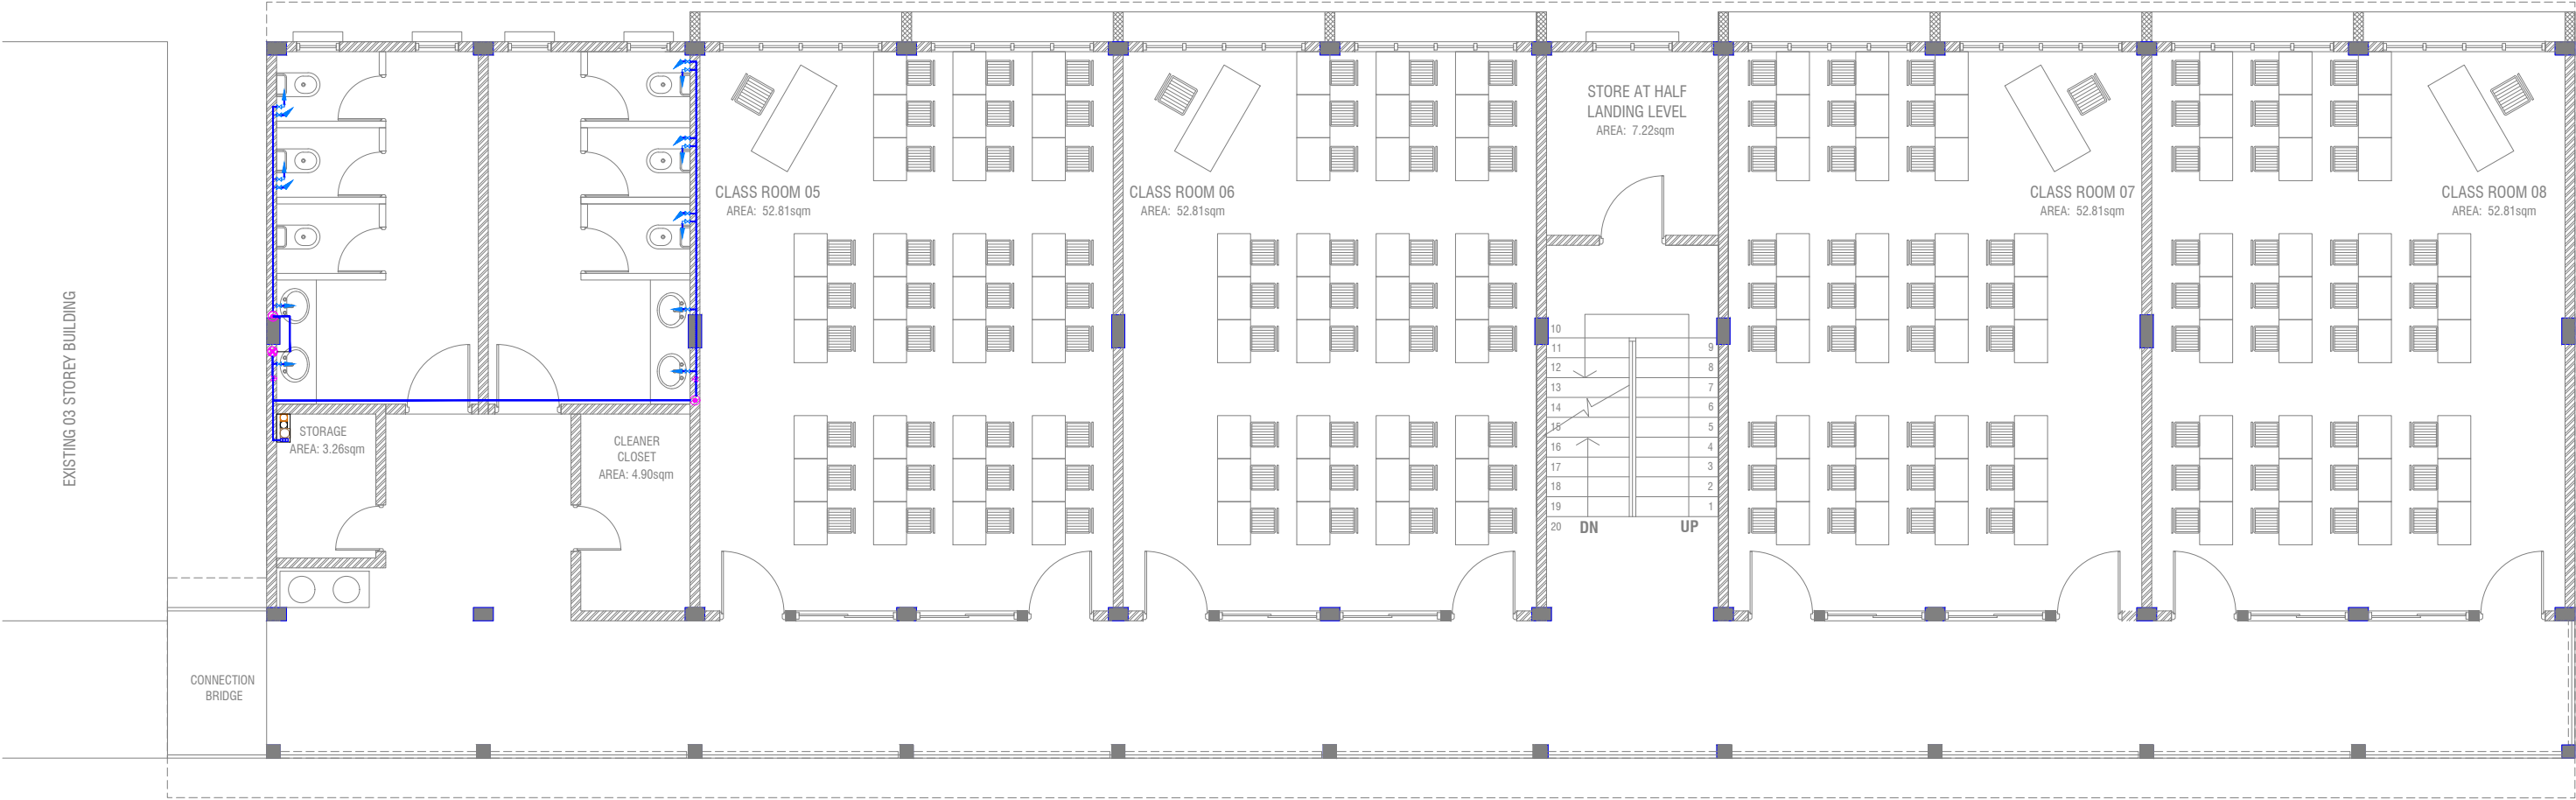 EXISTING 03 STOREY BUILDING
CONNECTION
BRIDGE
STORAGE
AREA: 3.26sqm
CLEANER
CLOSET
AREA: 4.90sqm
CLASS ROOM 05
AREA: 52.81sqm
CLASS ROOM 06
AREA: 52.81sqm
STORE AT HALF
LANDING LEVEL
AREA: 7.22sqm
10
11
12
13
14
15
16
17
18
19
20
DN
9
8
7
6
5
4
3
2
1
UP
CLASS ROOM 07
AREA: 52.81sqm
CLASS ROOM 08
AREA: 52.81sqm